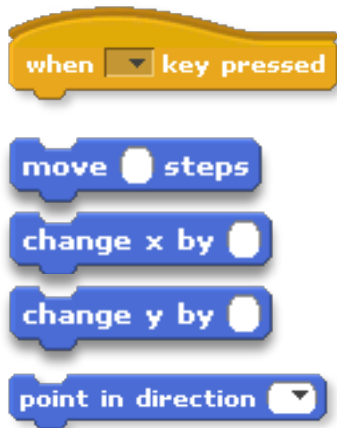 when key pressed
move steps
change x by
change y by
point in direction